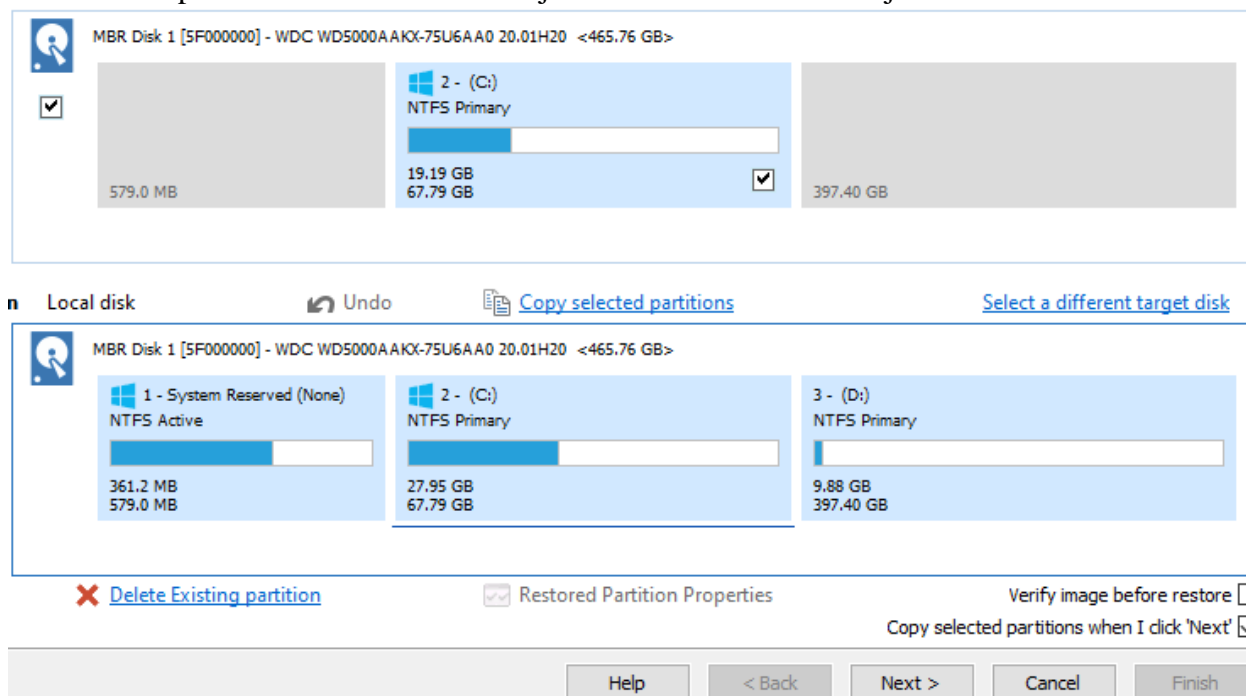 MBR Disk 1 [5F000000] - WDC WD5000AAKX-75U6AA0 20.01H20 <465.76 GB>
2 - (C:)
NTFS Primary
19.19 GB
579.0 MB
67.79 GB
397.40 GB
n Local disk Undo Copy selected partitions Select a different target disk
MBR Disk 1 [5F000000] - WDC WD5000AAKX-75U6AA0 20.01H20 <465.76 GB>
1 - System Reserved (None)
NTFS Active
361.2 MB
579.0 MB
2 - (C:)
NTFS Primary
27.95 GB
67.79 GB
3 - (D:)
NTFS Primary
9.88 GB
397.40 GB
Delete Existing partition Restored Partition Properties Verify image before restore
Copy selected partitions when I click 'Next'
Help < Back Next > Cancel Finish